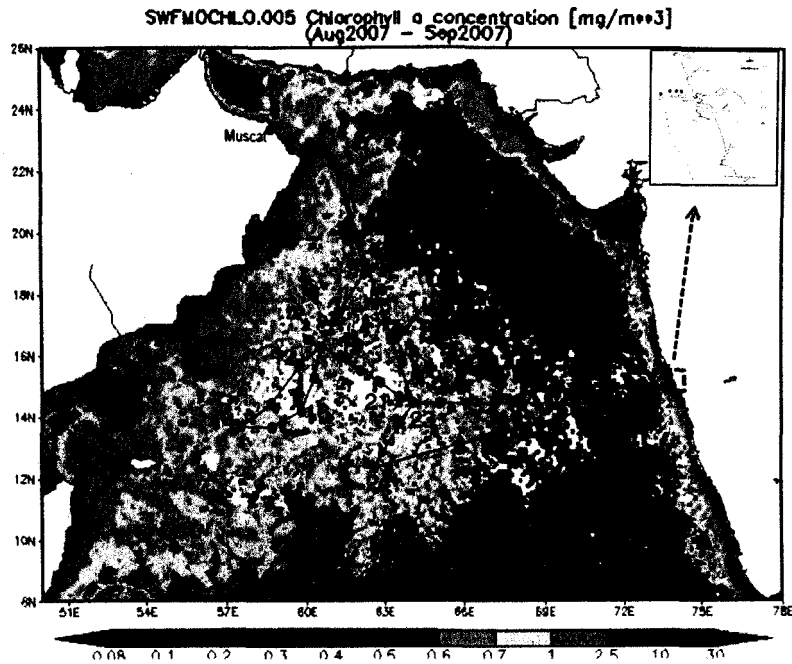 SWFMOCHLO.005 Chlorophyll a concentration [mg/m**3]
(Aug2007 - Sep2007)
26N
24N
22N
20N
18N
16N
14N
12N
10N
8N
Muscat
51E 54E 57E 60E 63E 66E 69E 72E 75E 78E
0.08 0.1 0.2 0.3 0.4 0.5 0.6 0.7 1 2.5 10 30